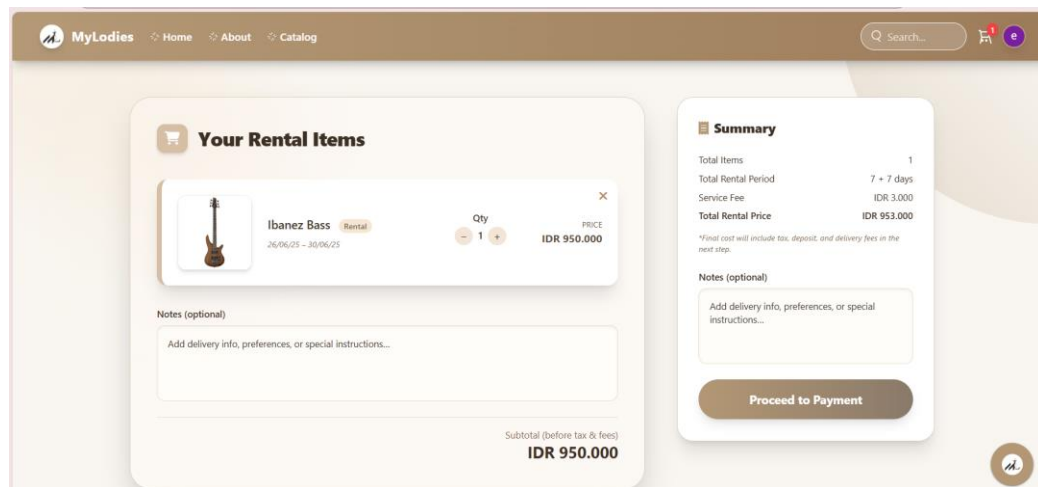 MyLodies Home About Catalog Search... 1 e
Your Rental Items
Ibanez Bass Rental
26/06/25 – 30/06/25
Qty
− 1 +
×
PRICE
IDR 950.000
Notes (optional)
Add delivery info, preferences, or special instructions...
Subtotal (before tax & fees)
IDR 950.000
Summary
Total Items 1
Total Rental Period 7 + 7 days
Service Fee IDR 3.000
Total Rental Price IDR 953.000
*Final cost will include tax, deposit, and delivery fees in the
next step.
Notes (optional)
Add delivery info, preferences, or special
instructions...
Proceed to Payment